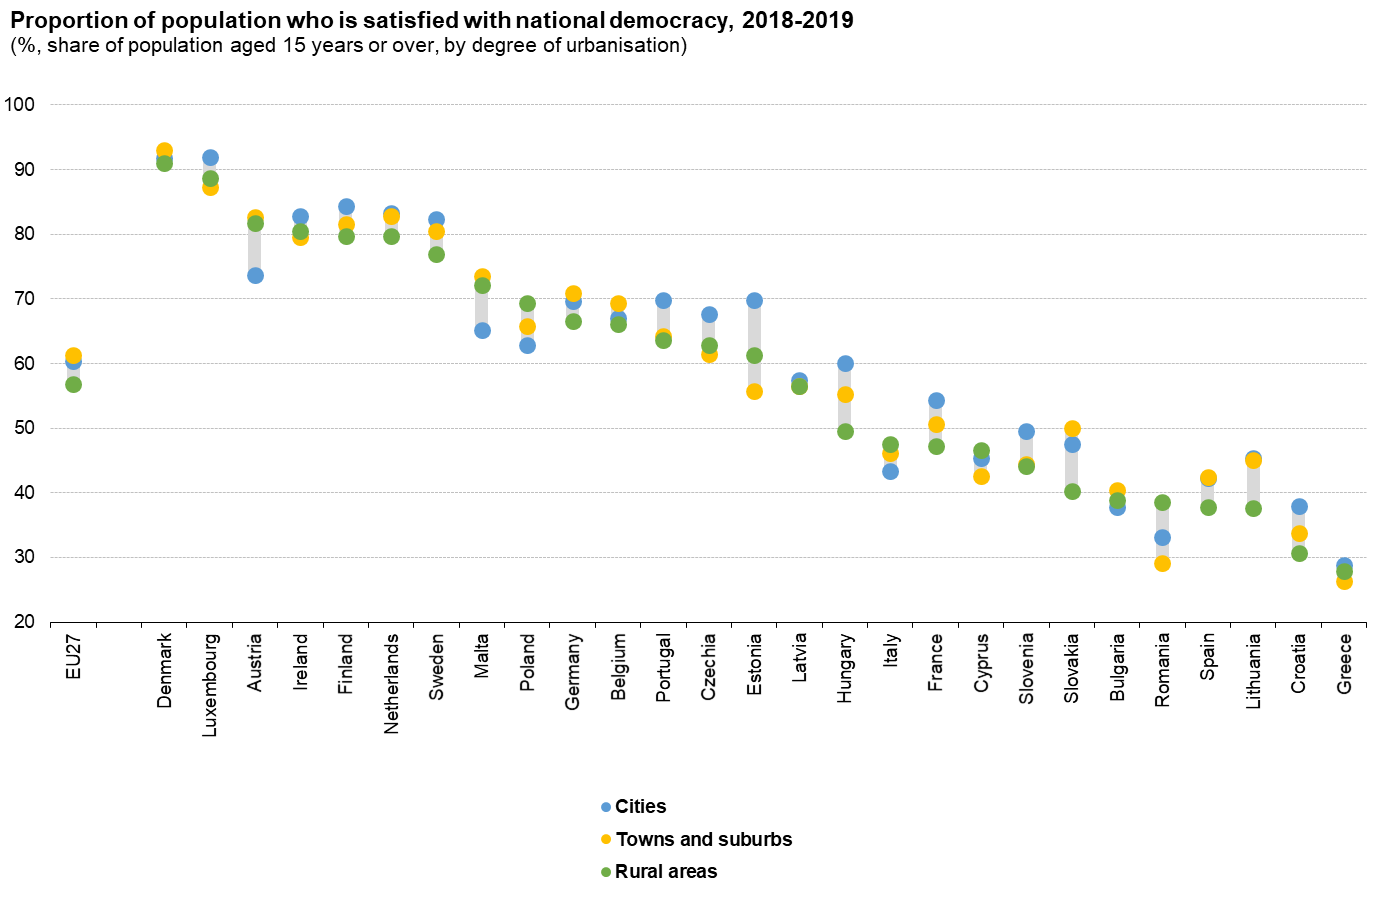 Proportion of population who is satisfied with national democracy, 2018-2019
(%, share of population aged 15 years or over, by degree of urbanisation)
100
90
80
70
60
50
40
30
20
EU27
Denmark
Luxembourg
Austria
Ireland
Finland
Netherlands
Sweden
Malta
Poland
Germany
Belgium
Portugal
Czechia
Estonia
Latvia
Hungary
Italy
France
Cyprus
Slovenia
Slovakia
Bulgaria
Romania
Spain
Lithuania
Croatia
Greece
Cities
Towns and suburbs
Rural areas